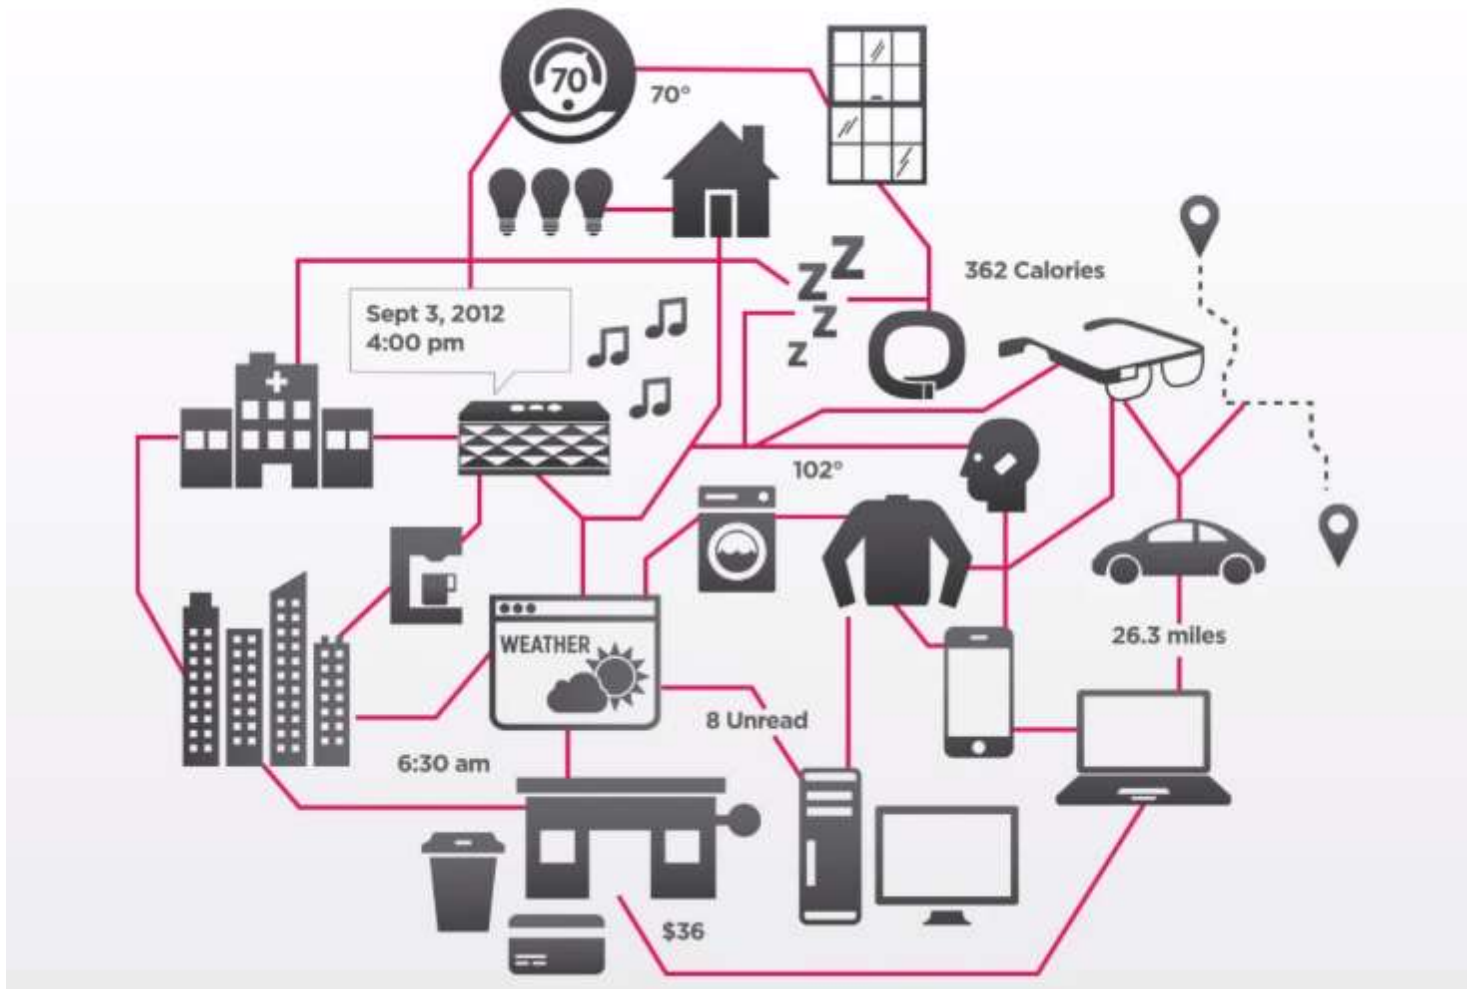 70
70°
Z
Z
Z
Z
362 Calories
Sept 3, 2012
4:00 pm
102°
WEATHER
26.3 miles
8 Unread
6:30 am
$36